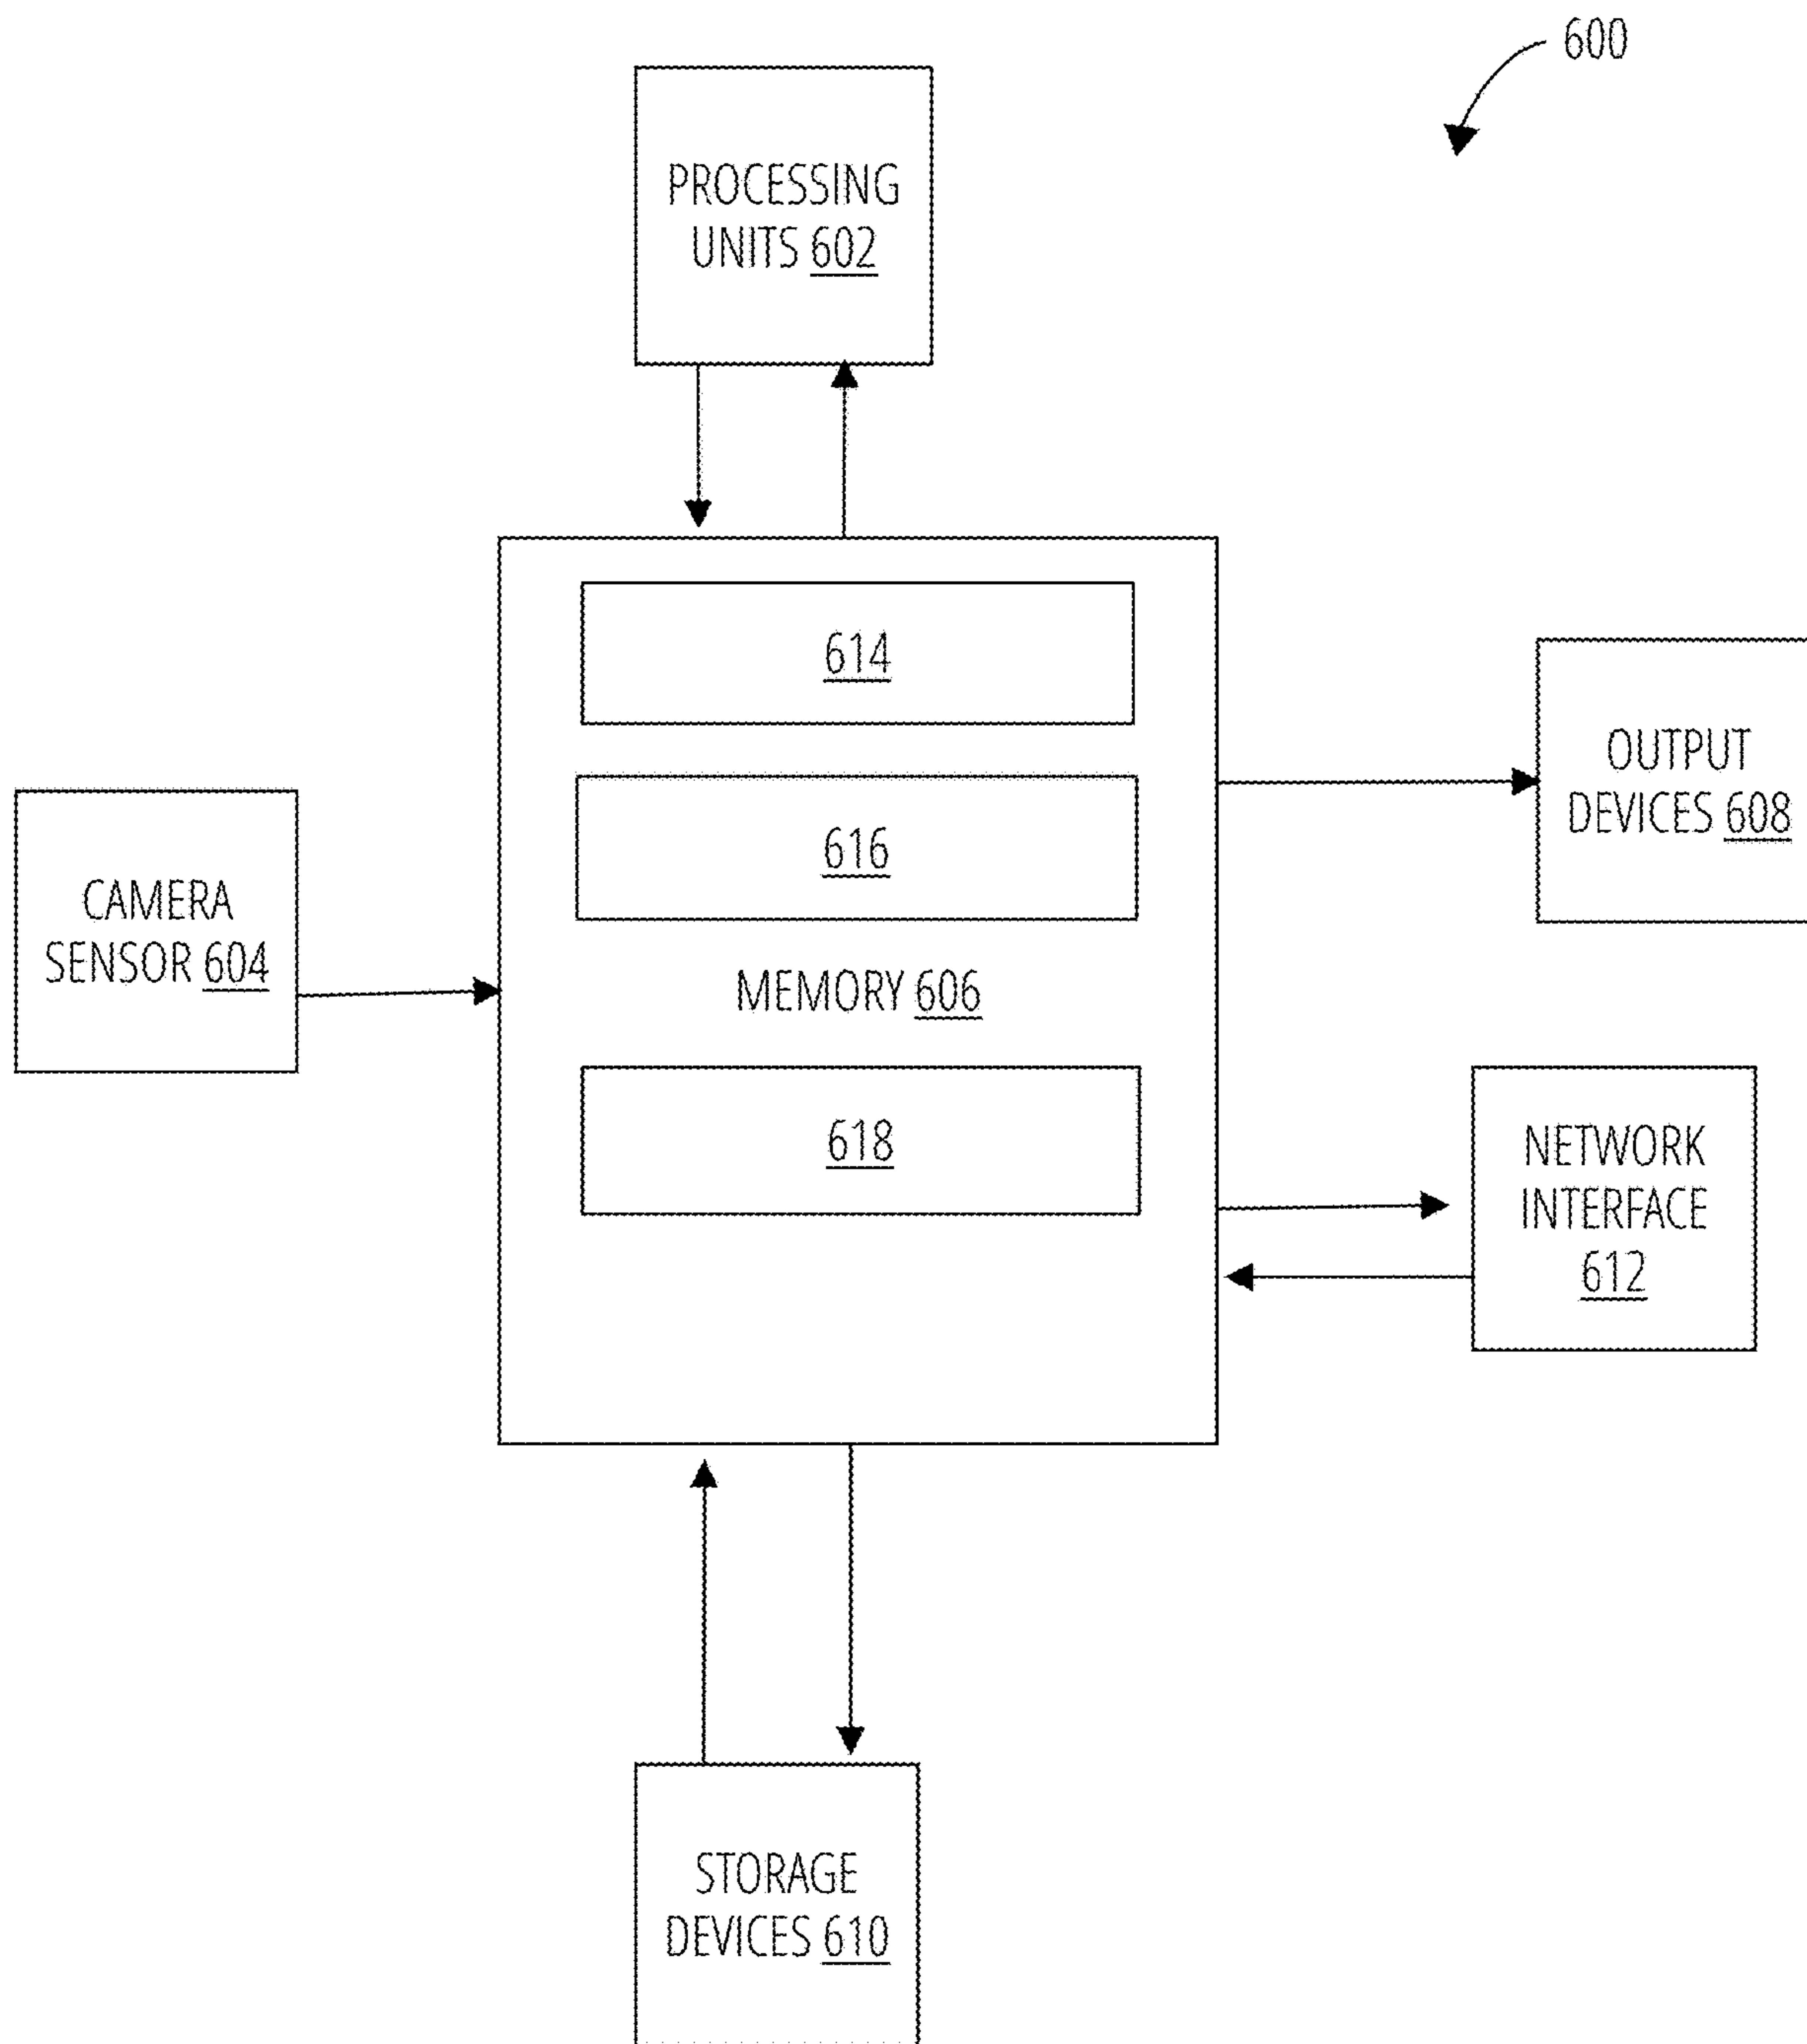 600
PROCESSING
UNITS 602
614
616
MEMORY 606
618
CAMERA
SENSOR 604
OUTPUT
DEVICES 608
NETWORK
INTERFACE
612
STORAGE
DEVICES 610